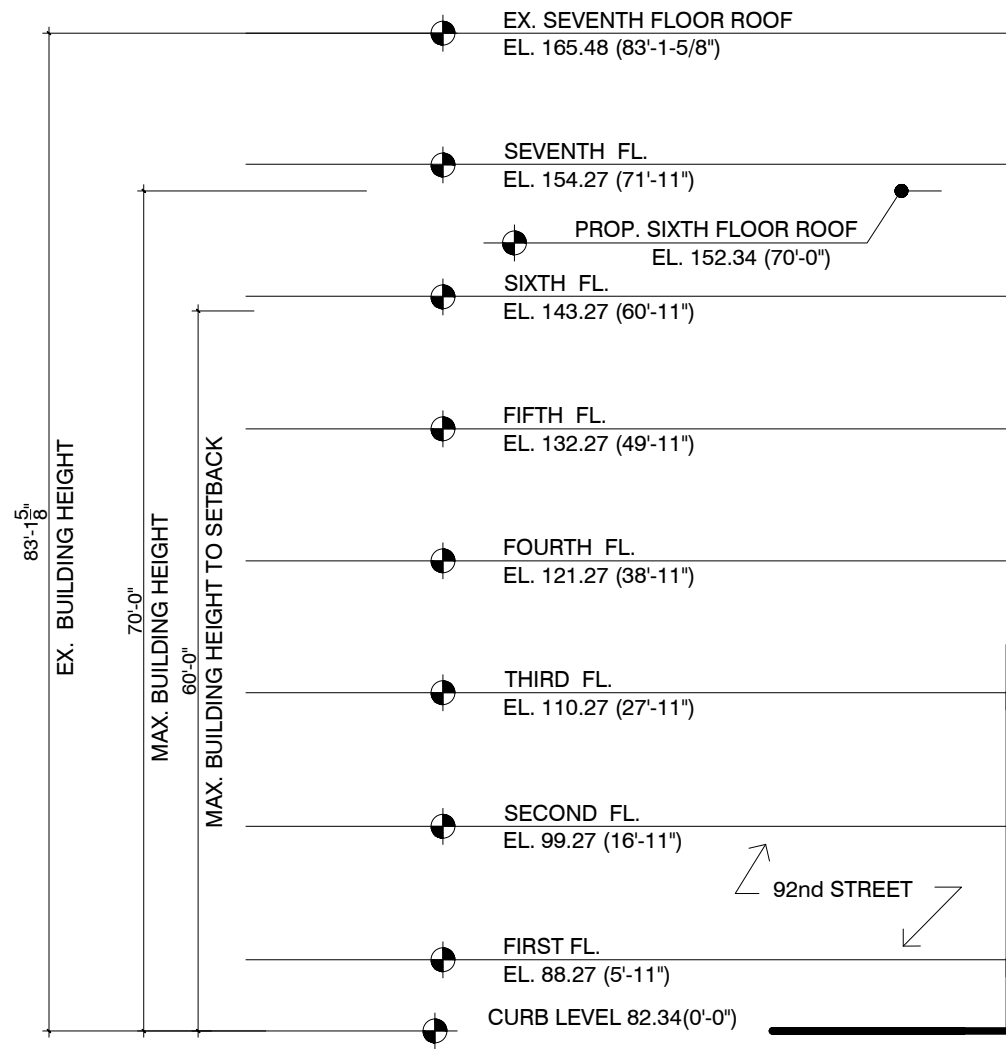 EX. SEVENTH FLOOR ROOF
EL. 165.48 (83'-1-5/8")
SEVENTH FL.
EL. 154.27 (71'-11")
PROP. SIXTH FLOOR ROOF
EL. 152.34 (70'-0")
SIXTH FL.
EL. 143.27 (60'-11")
FIFTH FL.
EL. 132.27 (49'-11")
FOURTH FL.
EL. 121.27 (38'-11")
THIRD FL.
EL. 110.27 (27'-11")
SECOND FL.
EL. 99.27 (16'-11")
92nd STREET
FIRST FL.
EL. 88.27 (5'-11")
CURB LEVEL 82.34(0'-0")
83'-1 5/8"
EX. BUILDING HEIGHT
70'-0"
MAX. BUILDING HEIGHT
60'-0"
MAX. BUILDING HEIGHT TO SETBACK